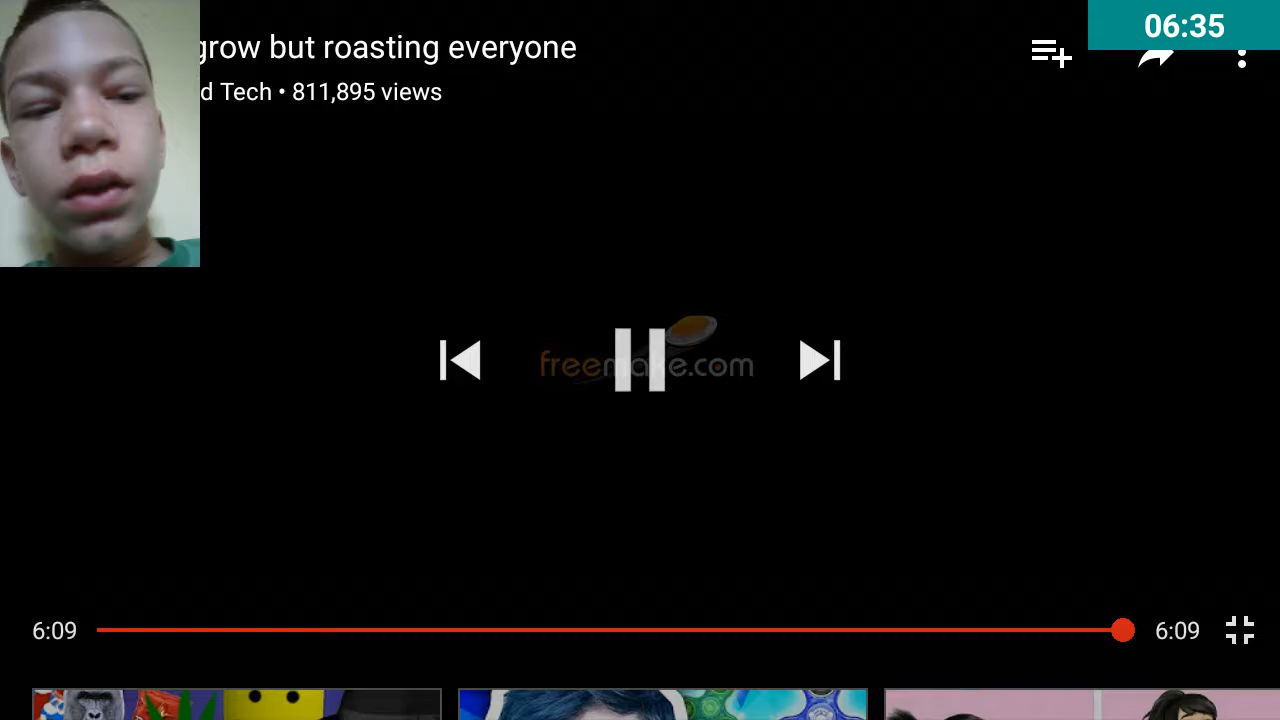 06:35
grow but roasting everyone
d Tech • 811,895 views
freemake.com
6:09
6:09